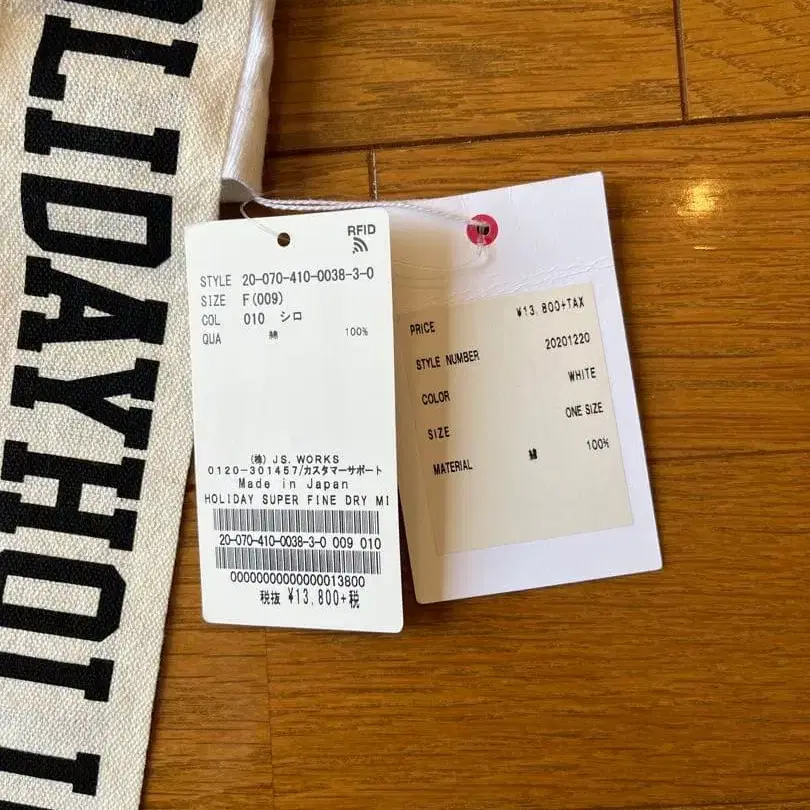 OLIDAYHOLI
RFID
STYLE 20-070-410-0038-3-0
SIZE F(009)
COL 010 シロ
QUA 綿 100%
(株) JS. WORKS
0120-301457/カスタマーサポート
Made in Japan
HOLIDAY SUPER FINE DRY MI
20-070-410-0038-3-0 009 010
0000000000000013800
税抜 ¥13,800+税
PRICE ¥13,800+TAX
STYLE NUMBER 20201220
COLOR WHITE
SIZE ONE SIZE
MATERIAL 綿 100%